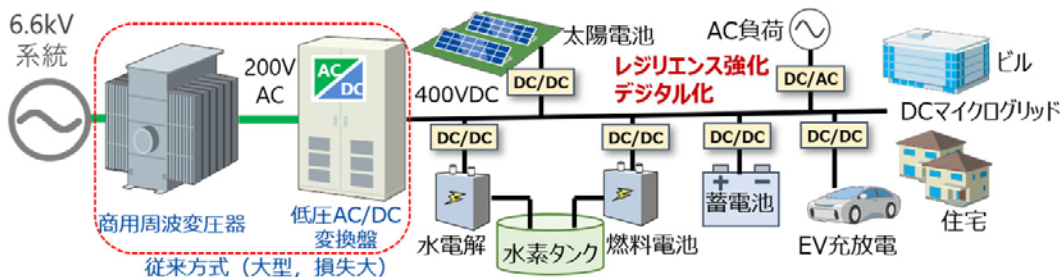 6.6kV
系統
200V
AC
AC
DC
商用周波変圧器
低圧AC/DC
変換盤
従来方式（大型，損失大）
400VDC
太陽電池
DC/DC
レジリエンス強化
デジタル化
AC負荷
DC/AC
ビル
DCマイクログリッド
DC/DC
DC/DC
DC/DC
DC/DC
水電解
水素タンク
燃料電池
蓄電池
EV充放電
住宅